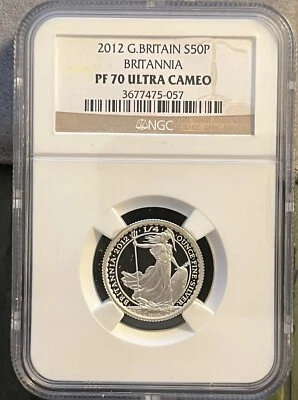 2012 G.BRITAIN S50P
BRITANNIA
PF 70 ULTRA CAMEO
3677475-057
NGC
BRITANNIA·2012 1/4 OUNCE FINE SILVER